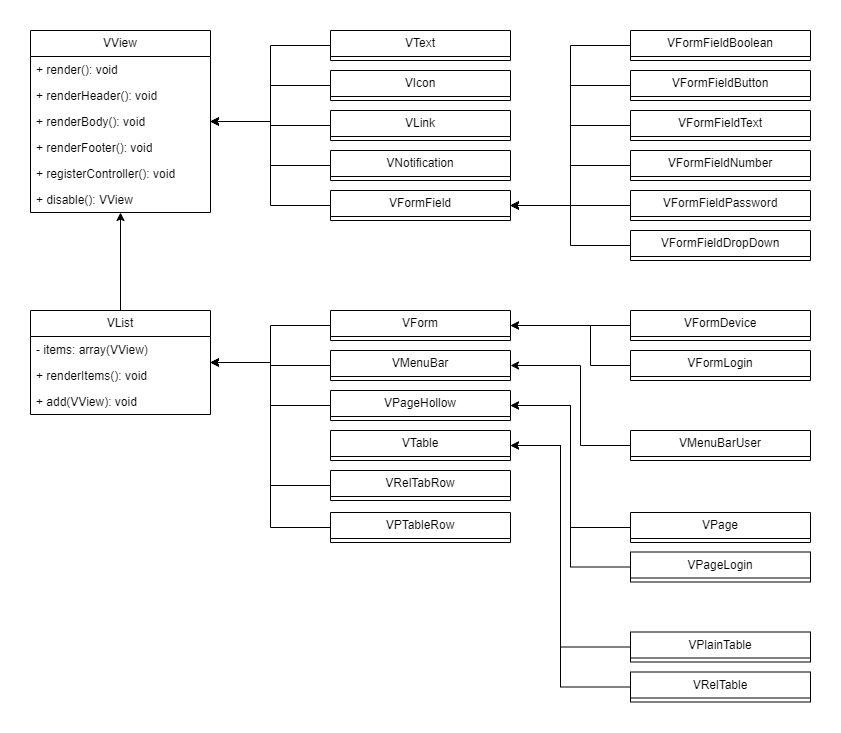 VView
+ render(): void
+ renderHeader(): void
+ renderBody(): void
+ renderFooter(): void
+ registerController(): void
+ disable(): VView
VText
VIcon
VLink
VNotification
VFormField
VFormFieldBoolean
VFormFieldButton
VFormFieldText
VFormFieldNumber
VFormFieldPassword
VFormFieldDropDown
VList
- items: array(VView)
+ renderItems(): void
+ add(VView): void
VForm
VMenuBar
VPageHollow
VTable
VRelTabRow
VPTableRow
VFormDevice
VFormLogin
VMenuBarUser
VPage
VPageLogin
VPlainTable
VRelTable